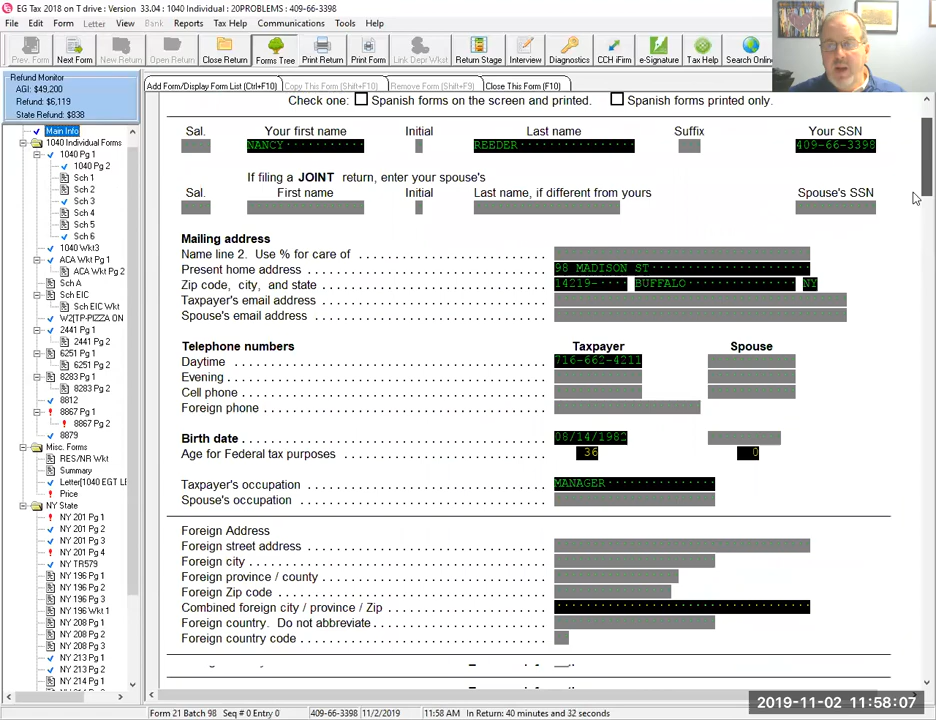 EG Tax 2018 on T drive : Version 33.04 : 1040 Individual : 20PROBLEMS : 409-66-3398
File Edit Form Letter View Bank Reports Tax Help Communications Tools Help
Prev. Form Next Form New Return Open Return Close Return Forms Tree Print Return Print Form Link Depr Wkt Return Stage Interview Diagnostics CCH iFirm e-Signature Tax Help Search Online
Refund Monitor
AGI: $49,200
Refund: $6,119
State Refund: $838
Add Form/Display Form List (Ctrl+F10) Copy This Form (Shift+F10) Remove Form (Shift+F9) Close This Form (F10)
Main Info
1040 Individual Forms
1040 Pg 1
1040 Pg 2
Sch 1
Sch 2
Sch 3
Sch 4
Sch 5
Sch 6
1040 Wkt3
ACA Wkt Pg 1
ACA Wkt Pg 2
Sch A
Sch EIC
Sch EIC Wkt
W2[TP-PIZZA ON
2441 Pg 1
2441 Pg 2
6251 Pg 1
6251 Pg 2
8283 Pg 1
8283 Pg 2
8812
8867 Pg 1
8867 Pg 2
8879
Misc. Forms
RES/NR Wkt
Summary
Letter[1040 EGT LE
Price
NY State
NY 201 Pg 1
NY 201 Pg 2
NY 201 Pg 3
NY 201 Pg 4
NY TR579
NY 196 Pg 1
NY 196 Pg 2
NY 196 Pg 3
NY 196 Wkt 1
NY 208 Pg 1
NY 208 Pg 2
NY 208 Pg 3
NY 213 Pg 1
NY 213 Pg 2
NY 214 Pg 1
Check one: Spanish forms on the screen and printed. Spanish forms printed only.
Sal. Your first name Initial Last name Suffix Your SSN
NANCY REEDER 409-66-3398
If filing a JOINT return, enter your spouse's
Sal. First name Initial Last name, if different from yours Spouse's SSN
Mailing address
Name line 2. Use % for care of
Present home address 98 MADISON ST
Zip code, city, and state 14219- BUFFALO NY
Taxpayer's email address
Spouse's email address
Telephone numbers Taxpayer Spouse
Daytime 716-662-4211
Evening
Cell phone
Foreign phone
Birth date 08/14/1982
Age for Federal tax purposes 36 0
Taxpayer's occupation MANAGER
Spouse's occupation
Foreign Address
Foreign street address
Foreign city
Foreign province / county
Foreign Zip code
Combined foreign city / province / Zip
Foreign country. Do not abbreviate
Foreign country code
2019-11-02 11:58:07
Form 21 Batch 98 Seq # 0 Entry 0 409-66-3398 11/2/2019 11:58 AM In Return: 40 minutes and 32 seconds